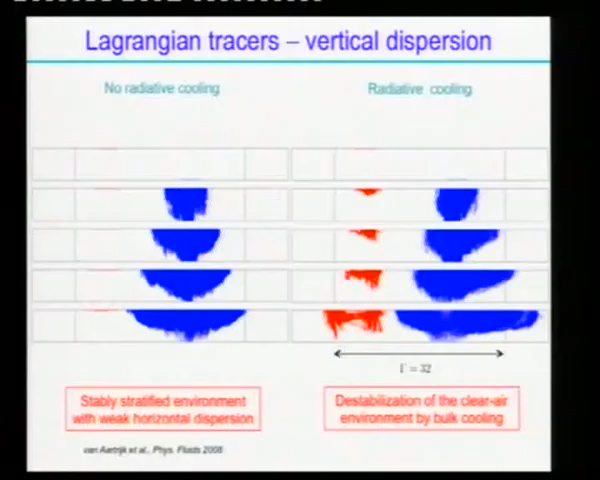 Lagrangian tracers – vertical dispersion
No radiative cooling
Radiative cooling
Γ = 32
Stably stratified environment
with weak horizontal dispersion
Destabilization of the clear-air
environment by bulk cooling
van Aartrijk et al., Phys. Fluids 2008